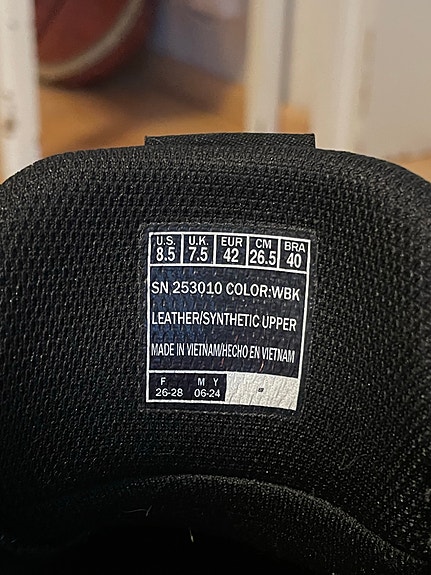 U.S. U.K. EUR CM BRA
8.5 7.5 42 26.5 40
SN 253010 COLOR:WBK
LEATHER/SYNTHETIC UPPER
MADE IN VIETNAM/HECHO EN VIETNAM
F M Y
26-28 06-24